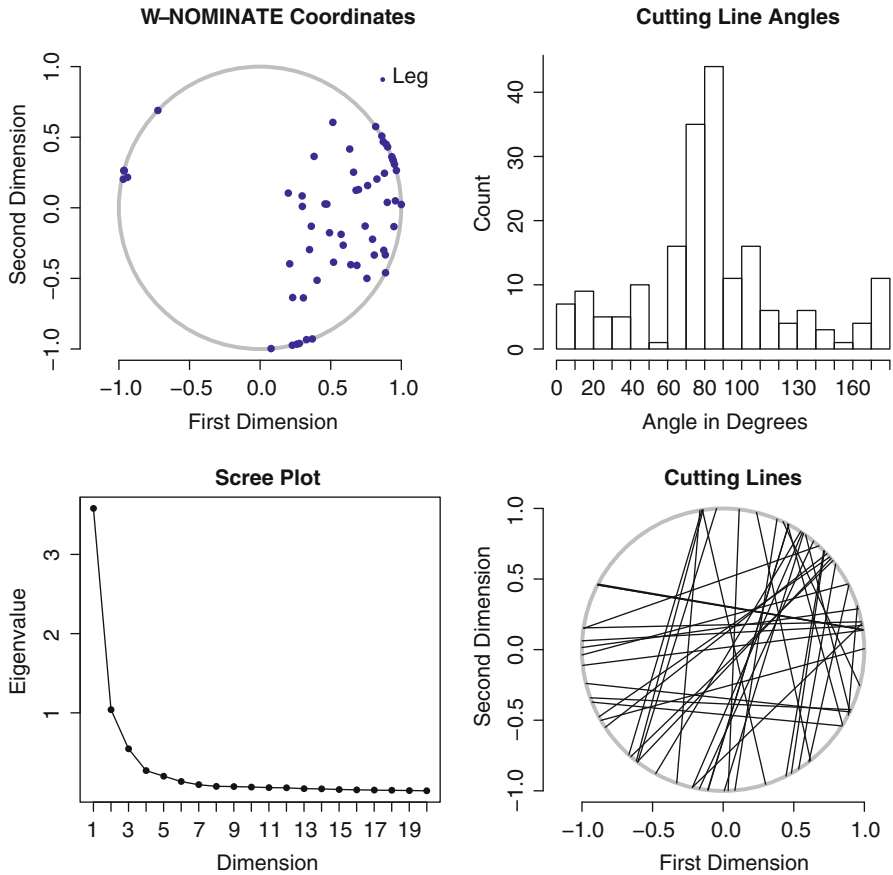 W–NOMINATE Coordinates
Second Dimension
1.0
0.5
0.0
−0.5
−1.0
Leg
−1.0 −0.5 0.0 0.5 1.0
First Dimension
Cutting Line Angles
Count
40
30
20
10
0
0 20 40 60 80 100 130 160
Angle in Degrees
Scree Plot
Eigenvalue
3
2
1
1 3 5 7 9 11 13 15 17 19
Dimension
Cutting Lines
Second Dimension
1.0
0.5
0.0
−0.5
−1.0
−1.0 −0.5 0.0 0.5 1.0
First Dimension